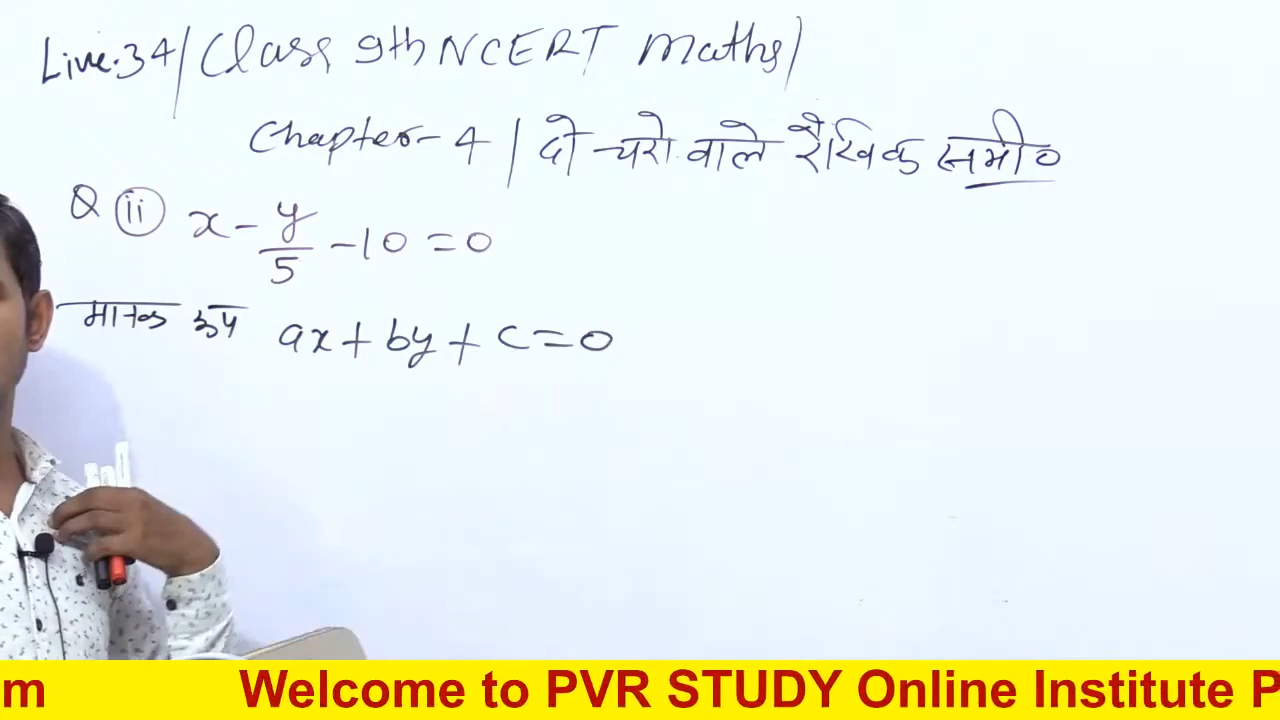 Live.34/Class 9th NCERT Maths/
Chapter-4 | दो चरो वाले रैखिक समी०
Q (ii) x - y/5 - 10 = 0
मानक रूप ax + by + c = 0
m Welcome to PVR STUDY Online Institute P